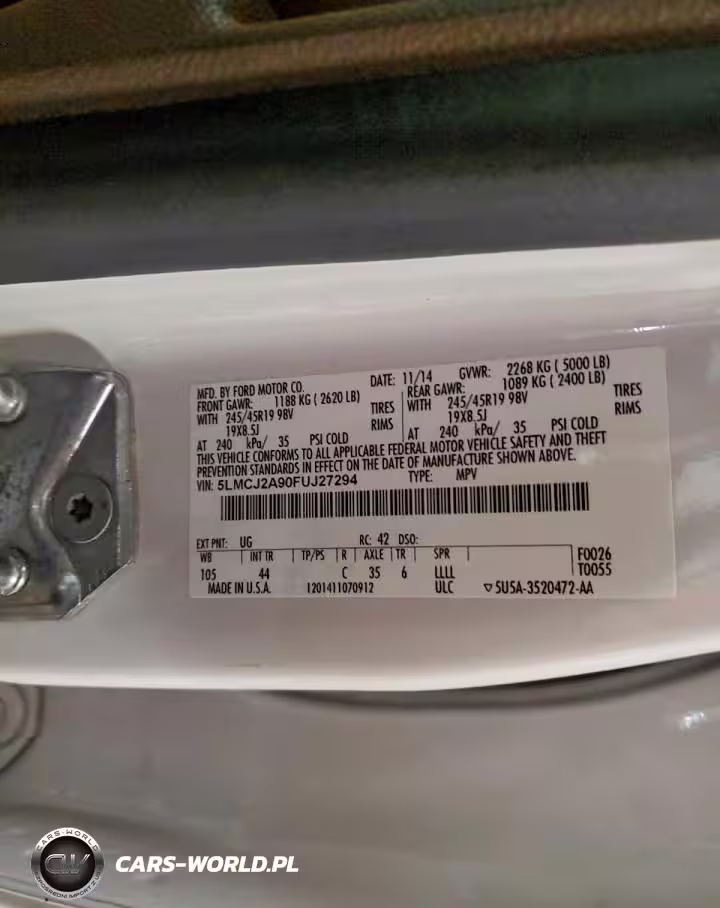 MFD. BY FORD MOTOR CO. DATE: 11/14 GVWR: 2268 KG ( 5000 LB)
FRONT GAWR: 1188 KG ( 2620 LB) REAR GAWR: 1089 KG ( 2400 LB)
WITH 245/45R19 98V TIRES WITH 245/45R19 98V TIRES
19X8.5J RIMS 19X8.5J RIMS
AT 240 kPa/ 35 PSI COLD AT 240 kPa/ 35 PSI COLD
THIS VEHICLE CONFORMS TO ALL APPLICABLE FEDERAL MOTOR VEHICLE SAFETY AND THEFT
PREVENTION STANDARDS IN EFFECT ON THE DATE OF MANUFACTURE SHOWN ABOVE.
VIN: 5LMCJ2A90FUJ27294 TYPE: MPV
EXT PNT: UG RC: 42 DSO:
WB INT TR TP/PS R AXLE TR SPR F0026
105 44 C 35 6 LLLL T0055
MADE IN U.S.A. 1201411070912 ULC ▽5U5A-3520472-AA
CARS-WORLD
CW
CARS-WORLD.PL